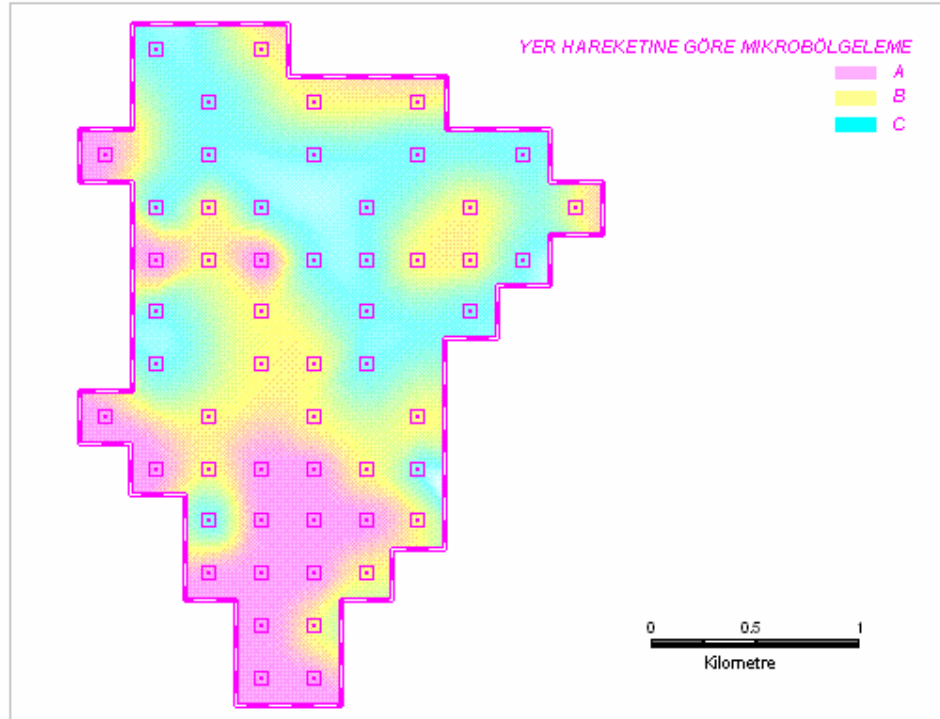 YER HAREKETINE GÖRE MIKROBÖLGELEME
A
B
C
0 0.5 1
Kilometre